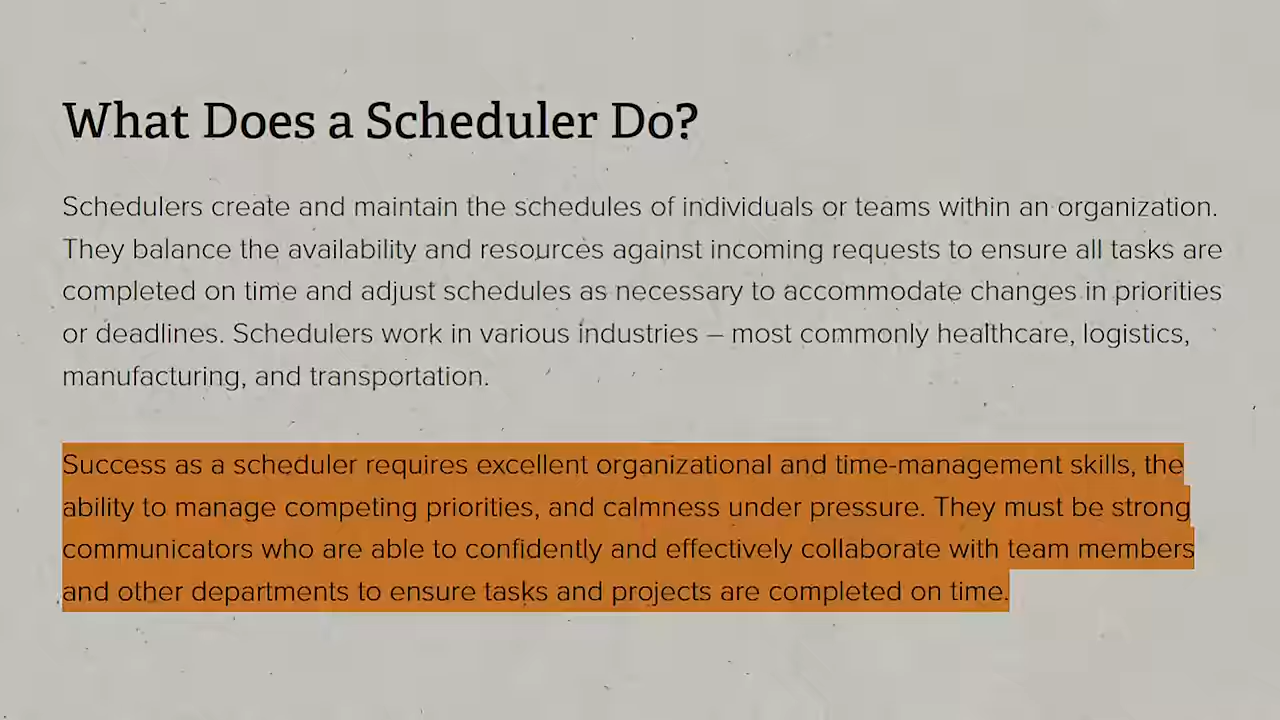 What Does a Scheduler Do?
Schedulers create and maintain the schedules of individuals or teams within an organization.
They balance the availability and resources against incoming requests to ensure all tasks are
completed on time and adjust schedules as necessary to accommodate changes in priorities
or deadlines. Schedulers work in various industries – most commonly healthcare, logistics,
manufacturing, and transportation.
Success as a scheduler requires excellent organizational and time-management skills, the
ability to manage competing priorities, and calmness under pressure. They must be strong
communicators who are able to confidently and effectively collaborate with team members
and other departments to ensure tasks and projects are completed on time.